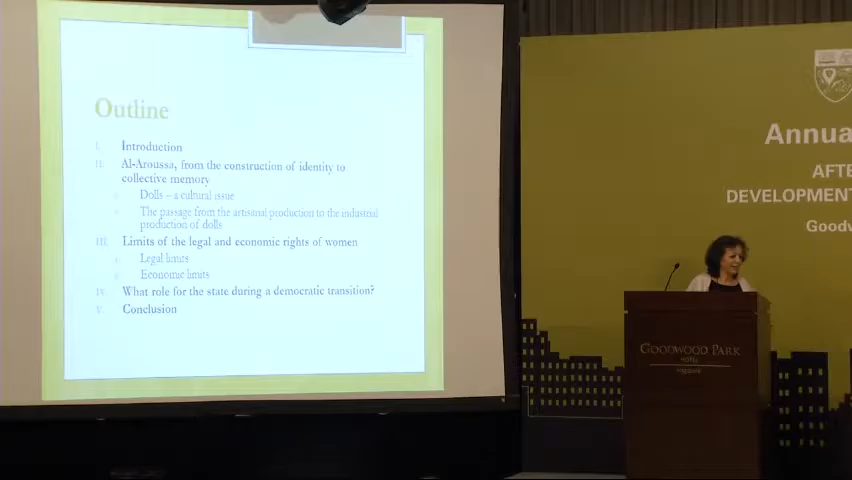 Outline
I. Introduction
II. Al-Aroussa, from the construction of identity to
collective memory
Dolls – a cultural issue
The passage from the artisanal production to the industrial
production of dolls
III. Limits of the legal and economic rights of women
Legal limits
Economic limits
IV. What role for the state during a democratic transition?
V. Conclusion
Annua
AFTE
DEVELOPMENT
Goodw
GOODWOOD PARK
HOTEL